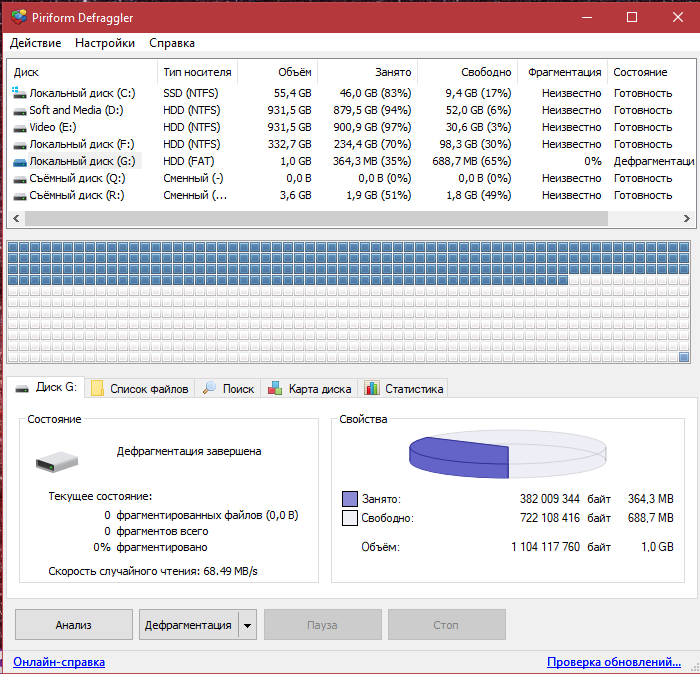 Piriform Defraggler
Действие Настройки Справка
Диск Тип носителя Объём Занято Свободно Фрагментация Состояние
Локальный диск (C:) SSD (NTFS) 55,4 GB 46,0 GB (83%) 9,4 GB (17%) Неизвестно Готовность
Soft and Media (D:) HDD (NTFS) 931,5 GB 879,5 GB (94%) 52,0 GB (6%) Неизвестно Готовность
Video (E:) HDD (NTFS) 931,5 GB 900,9 GB (97%) 30,6 GB (3%) Неизвестно Готовность
Локальный диск (F:) HDD (NTFS) 332,7 GB 234,4 GB (70%) 98,3 GB (30%) Неизвестно Готовность
Локальный диск (G:) HDD (FAT) 1,0 GB 364,3 MB (35%) 688,7 MB (65%) 0% Дефрагментаци
Съёмный диск (Q:) Сменный (-) 0,0 B 0,0 B (0%) 0,0 B (0%) Неизвестно Готовность
Съёмный диск (R:) Сменный (... 3,6 GB 1,9 GB (51%) 1,8 GB (49%) Неизвестно Готовность
Диск G: Список файлов Поиск Карта диска Статистика
Состояние
Дефрагментация завершена
Текущее состояние:
0 фрагментированных файлов (0,0 B)
0 фрагментов всего
0% фрагментировано
Скорость случайного чтения: 68.49 MB/s
Свойства
Занято: 382 009 344 байт 364,3 MB
Свободно: 722 108 416 байт 688,7 MB
Объём: 1 104 117 760 байт 1,0 GB
Анализ Дефрагментация Пауза Стоп
Онлайн-справка Проверка обновлений...